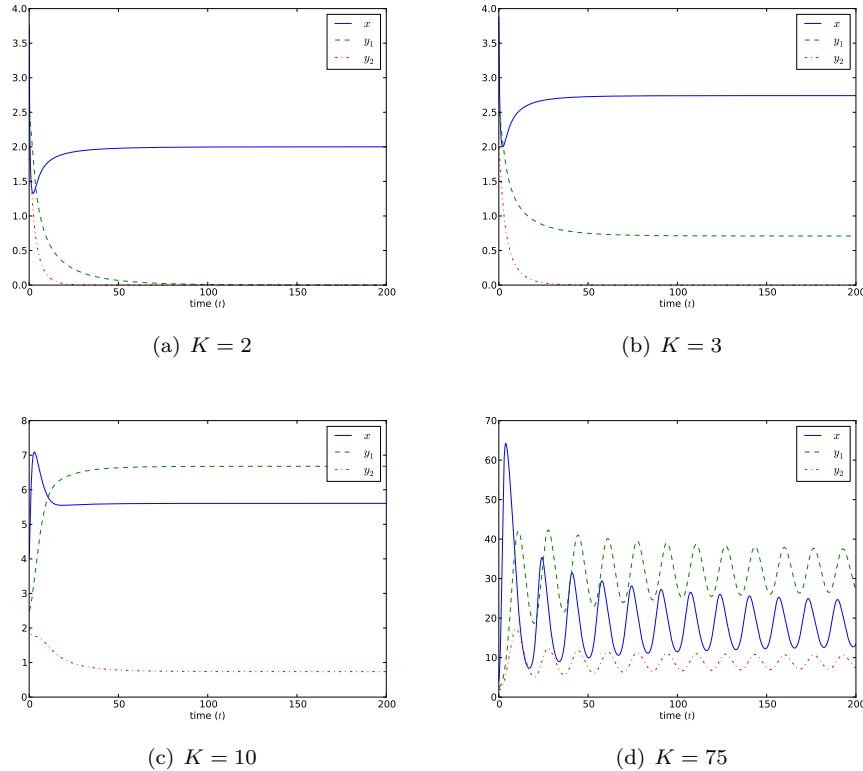 4.0
3.5
3.0
2.5
2.0
1.5
1.0
0.5
0.0
x
y₁
y₂
0 50 100 150 200
time (t)
(a) K = 2
4.0
3.5
3.0
2.5
2.0
1.5
1.0
0.5
0.0
x
y₁
y₂
0 50 100 150 200
time (t)
(b) K = 3
8
7
6
5
4
3
2
1
0
x
y₁
y₂
0 50 100 150 200
time (t)
(c) K = 10
70
60
50
40
30
20
10
0
x
y₁
y₂
0 50 100 150 200
time (t)
(d) K = 75